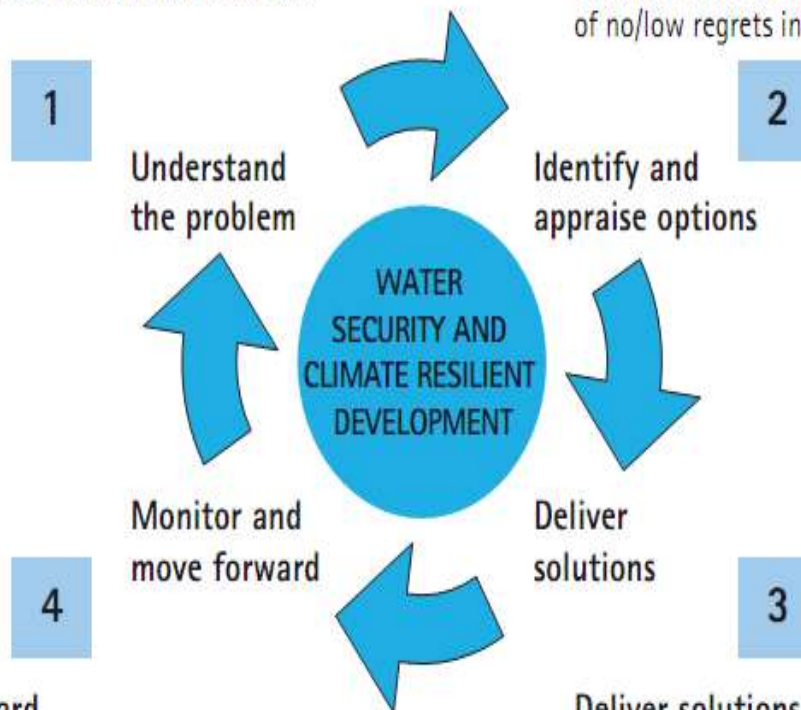 of no/low regrets in
1
2
Understand
the problem
Identify and
appraise options
WATER
SECURITY AND
CLIMATE RESILIENT
DEVELOPMENT
Monitor and
move forward
Deliver
solutions
4
3
Deliver solutions